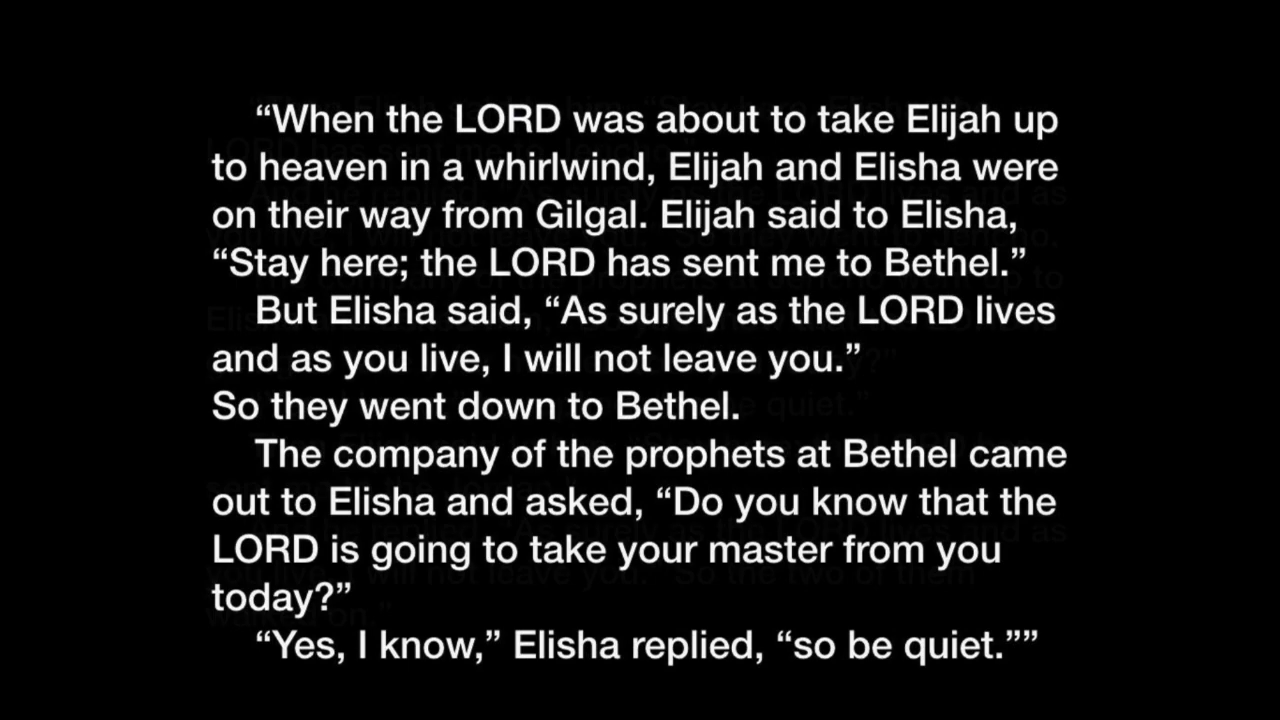 “When the LORD was about to take Elijah up
to heaven in a whirlwind, Elijah and Elisha were
on their way from Gilgal. Elijah said to Elisha,
“Stay here; the LORD has sent me to Bethel.”
But Elisha said, “As surely as the LORD lives
and as you live, I will not leave you.”
So they went down to Bethel.
The company of the prophets at Bethel came
out to Elisha and asked, “Do you know that the
LORD is going to take your master from you
today?”
“Yes, I know,” Elisha replied, “so be quiet.””